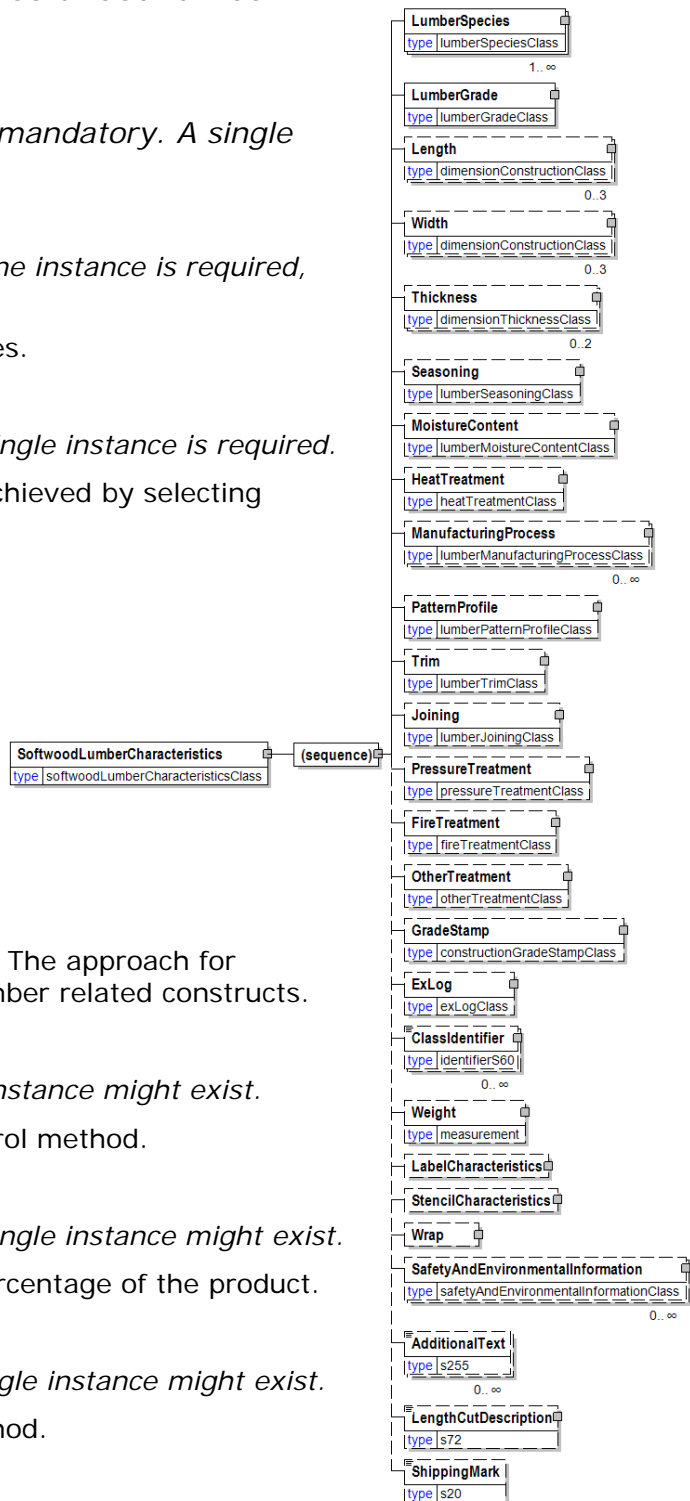 mandatory. A single
ne instance is required,
es.
ingle instance is required.
chieved by selecting
The approach for
nber related constructs.
nstance might exist.
rol method.
ngle instance might exist.
rcentage of the product.
gle instance might exist.
nod.
SoftwoodLumberCharacteristics
type softwoodLumberCharacteristicsClass
(sequence)
LumberSpecies
type lumberSpeciesClass
1.. ∞
LumberGrade
type lumberGradeClass
Length
type dimensionConstructionClass
0..3
Width
type dimensionConstructionClass
0..3
Thickness
type dimensionThicknessClass
0..2
Seasoning
type lumberSeasoningClass
MoistureContent
type lumberMoistureContentClass
HeatTreatment
type heatTreatmentClass
ManufacturingProcess
type lumberManufacturingProcessClass
0.. ∞
PatternProfile
type lumberPatternProfileClass
Trim
type lumberTrimClass
Joining
type lumberJoiningClass
PressureTreatment
type pressureTreatmentClass
FireTreatment
type fireTreatmentClass
OtherTreatment
type otherTreatmentClass
GradeStamp
type constructionGradeStampClass
ExLog
type exLogClass
ClassIdentifier
type identifierS60
0.. ∞
Weight
type measurement
LabelCharacteristics
StencilCharacteristics
Wrap
SafetyAndEnvironmentalInformation
type safetyAndEnvironmentalInformationClass
0.. ∞
AdditionalText
type s255
0.. ∞
LengthCutDescription
type s72
ShippingMark
type s20